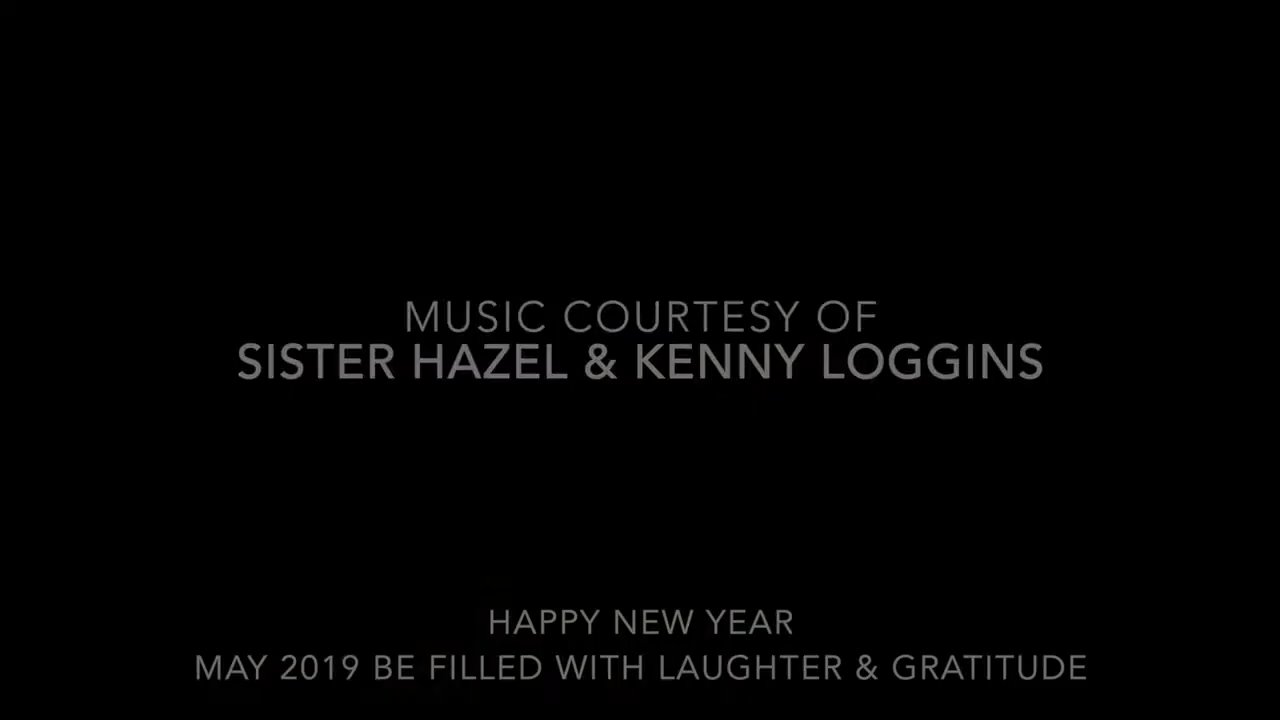 MUSIC COURTESY OF
SISTER HAZEL & KENNY LOGGINS
HAPPY NEW YEAR
MAY 2019 BE FILLED WITH LAUGHTER & GRATITUDE